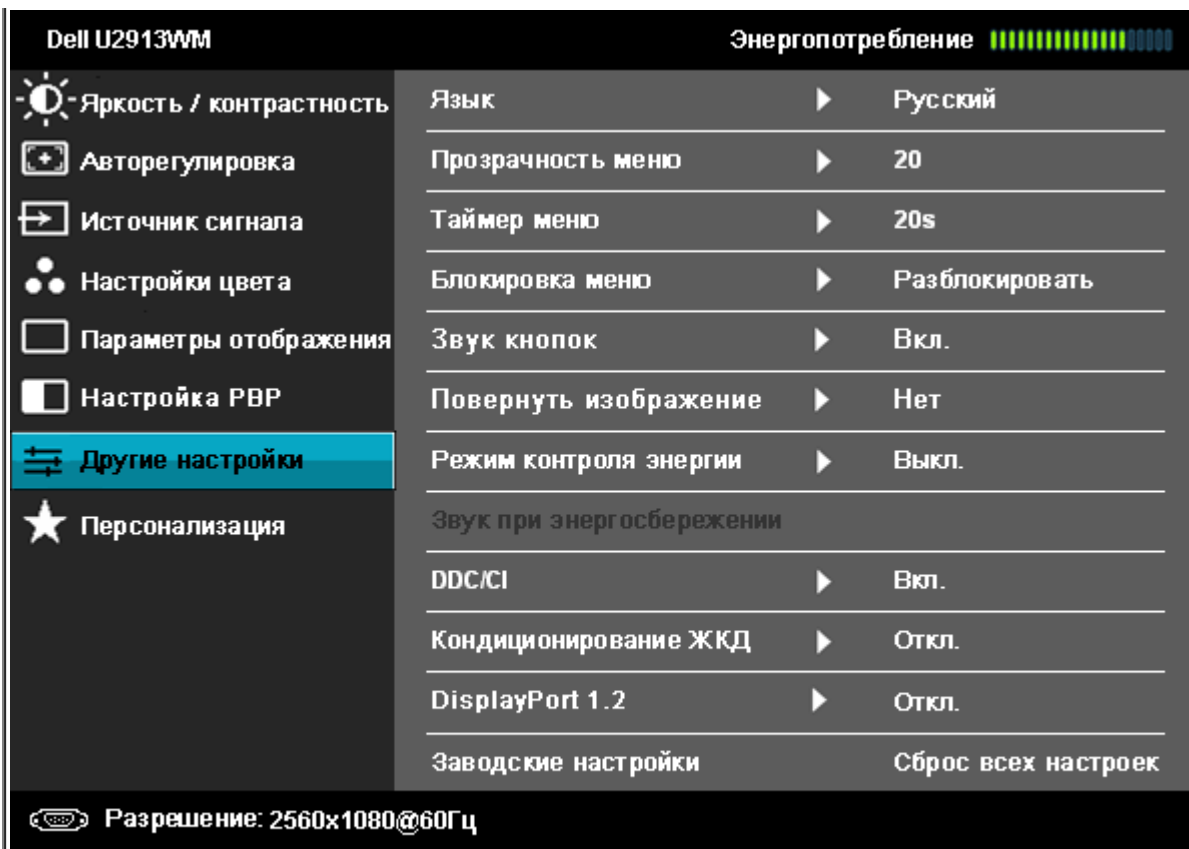 Dell U2913WM Энергопотребление
Яркость / контрастность
Авторегулировка
Источник сигнала
Настройки цвета
Параметры отображения
Настройка PBP
Другие настройки
Персонализация
Язык Русский
Прозрачность меню 20
Таймер меню 20s
Блокировка меню Разблокировать
Звук кнопок Вкл.
Повернуть изображение Нет
Режим контроля энергии Выкл.
Звук при энергосбережении
DDC/CI Вкл.
Кондиционирование ЖКД Откл.
DisplayPort 1.2 Откл.
Заводские настройки Сброс всех настроек
Разрешение: 2560x1080@60Гц